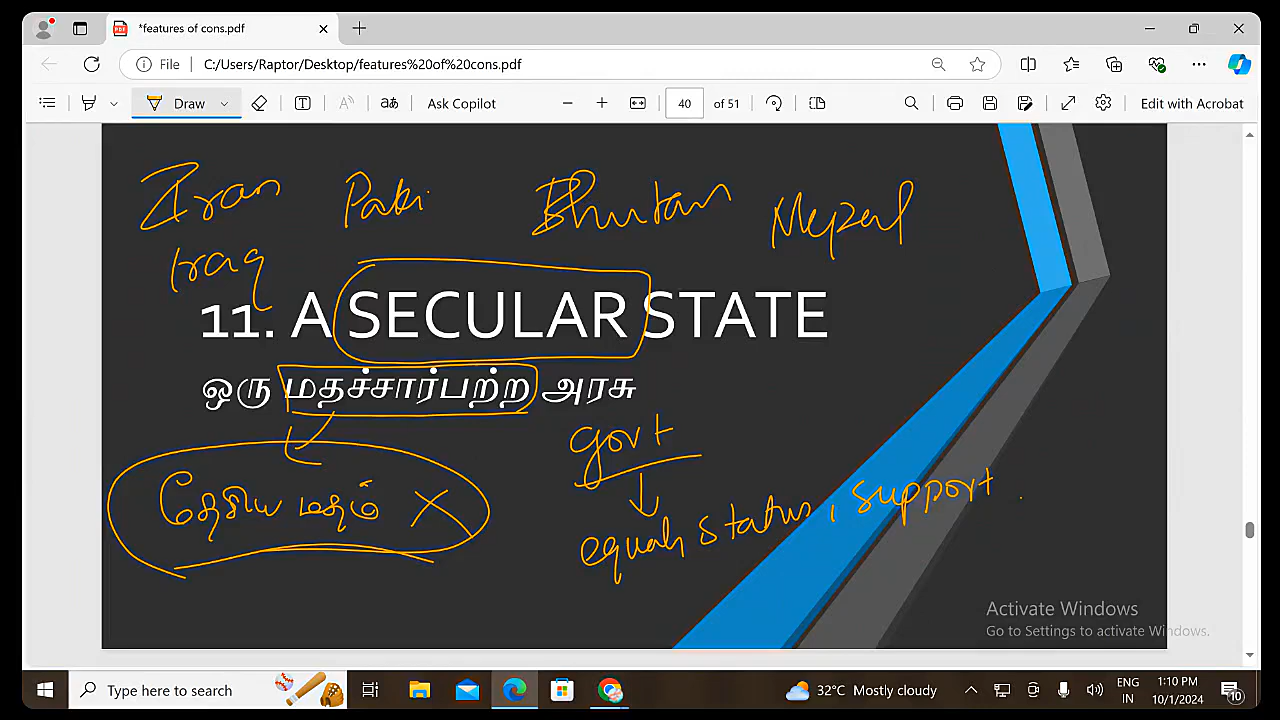 *features of cons.pdf
File C:/Users/Raptor/Desktop/features%20of%20cons.pdf
Draw Ask Copilot 40 of 51 Edit with Acrobat
Iran Paki Bhutan Nepal
Iraq
11. A SECULAR STATE
ஒரு மதச்சார்பற்ற அரசு
govt
தேசிய மதம் X
equal status, support
Activate Windows
Go to Settings to activate Windows.
Type here to search 32°C Mostly cloudy ENG IN 1:10 PM 10/1/2024 10